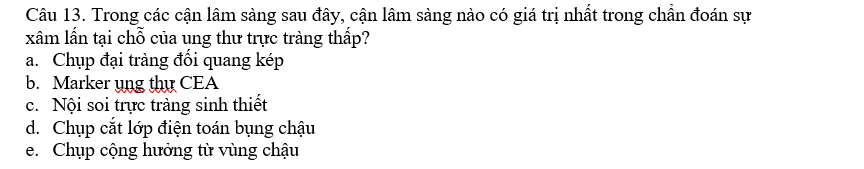 Câu 13. Trong các cận lâm sàng sau đây, cận lâm sàng nào có giá trị nhất trong chẩn đoán sự
xâm lấn tại chỗ của ung thư trực tràng thấp?
a. Chụp đại tràng đối quang kép
b. Marker ung thư CEA
c. Nội soi trực tràng sinh thiết
d. Chụp cắt lớp điện toán bụng chậu
e. Chụp cộng hưởng từ vùng chậu